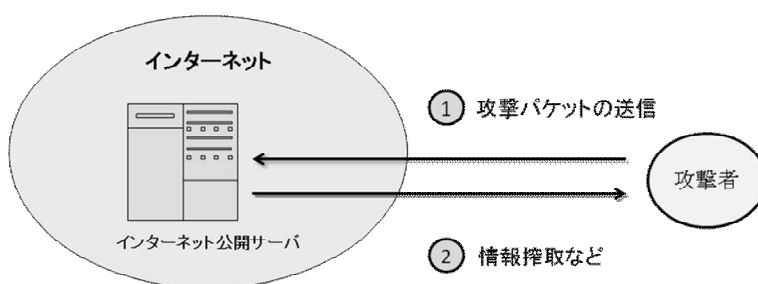 インターネット
① 攻撃パケットの送信
攻撃者
インターネット公開サーバ
② 情報搾取など